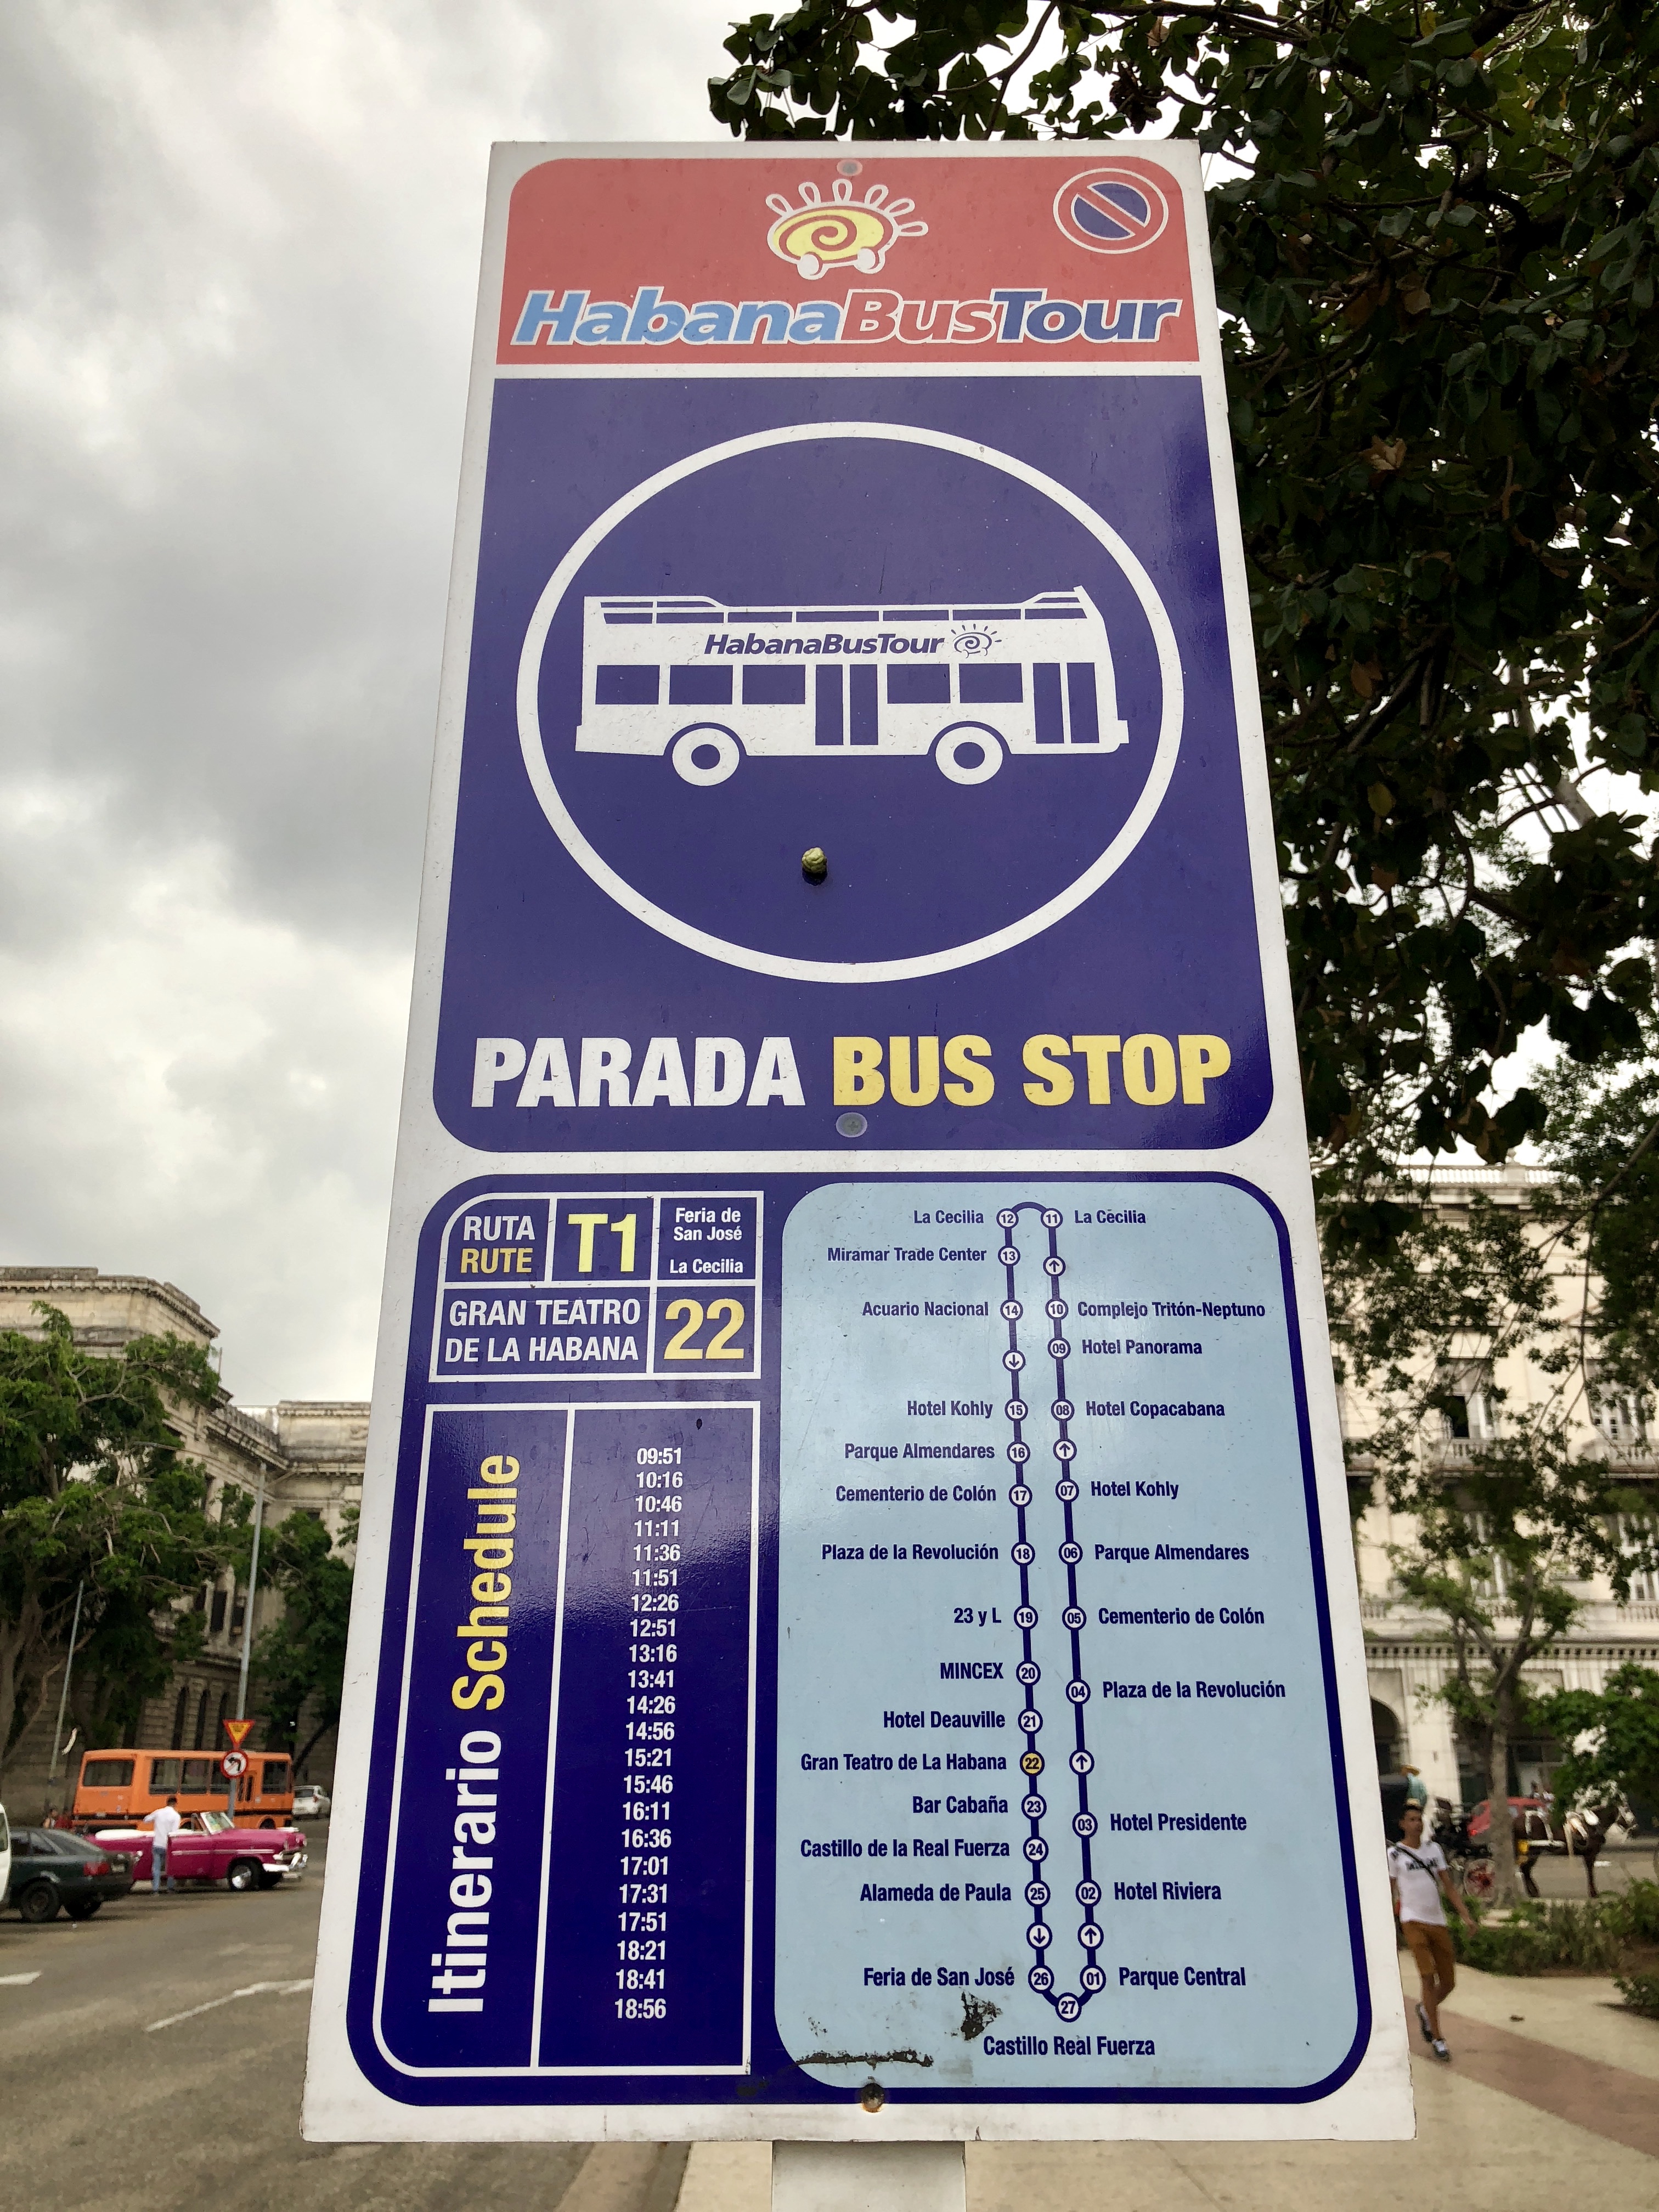 HabanaBusTour
HabanaBusTour
PARADA BUS STOP
RUTA
RUTE
T1
Feria de
San José
La Cecilia
GRAN TEATRO
DE LA HABANA
22
Itinerario Schedule
09:51
10:16
10:46
11:11
11:36
11:51
12:26
12:51
13:16
13:41
14:26
14:56
15:21
15:46
16:11
16:36
17:01
17:31
17:51
18:21
18:41
18:56
La Cecilia 12
11 La Cecilia
Miramar Trade Center 13
Acuario Nacional 14
10 Complejo Tritón-Neptuno
09 Hotel Panorama
Hotel Kohly 15
08 Hotel Copacabana
Parque Almendares 16
Cementerio de Colón 17
07 Hotel Kohly
Plaza de la Revolución 18
06 Parque Almendares
23 y L 19
05 Cementerio de Colón
MINCEX 20
04 Plaza de la Revolución
Hotel Deauville 21
Gran Teatro de La Habana 22
Bar Cabaña 23
03 Hotel Presidente
Castillo de la Real Fuerza 24
Alameda de Paula 25
02 Hotel Riviera
Feria de San José 26
01 Parque Central
27
Castillo Real Fuerza